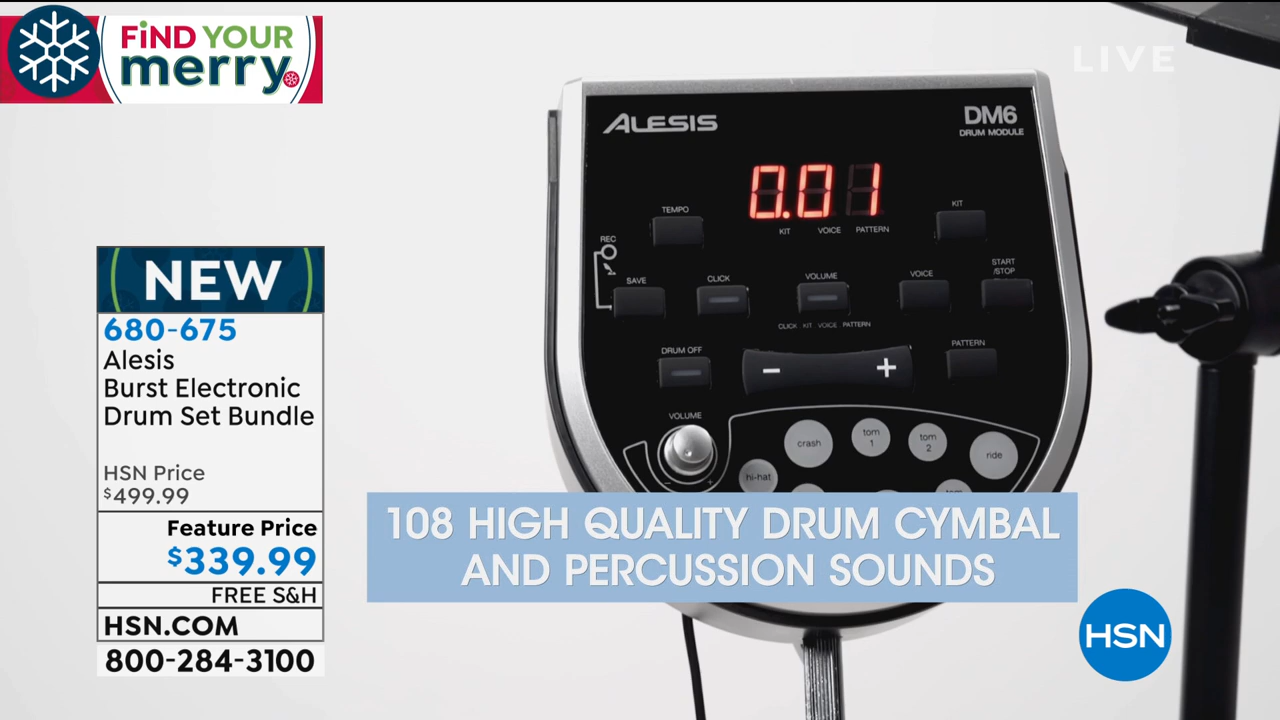 FiND YOUR
merry
LIVE
ALESIS
DM6
DRUM MODULE
0.01
KIT VOICE PATTERN
TEMPO
KIT
REC
SAVE
CLICK
VOLUME
VOICE
START
/STOP
CLICK KIT VOICE PATTERN
DRUM OFF
- +
PATTERN
VOLUME
- +
crash
tom
1
tom
2
ride
hi-hat
tom
NEW
680-675
Alesis
Burst Electronic
Drum Set Bundle
HSN Price
$499.99
Feature Price
$339.99
FREE S&H
HSN.COM
800-284-3100
108 HIGH QUALITY DRUM CYMBAL
AND PERCUSSION SOUNDS
HSN